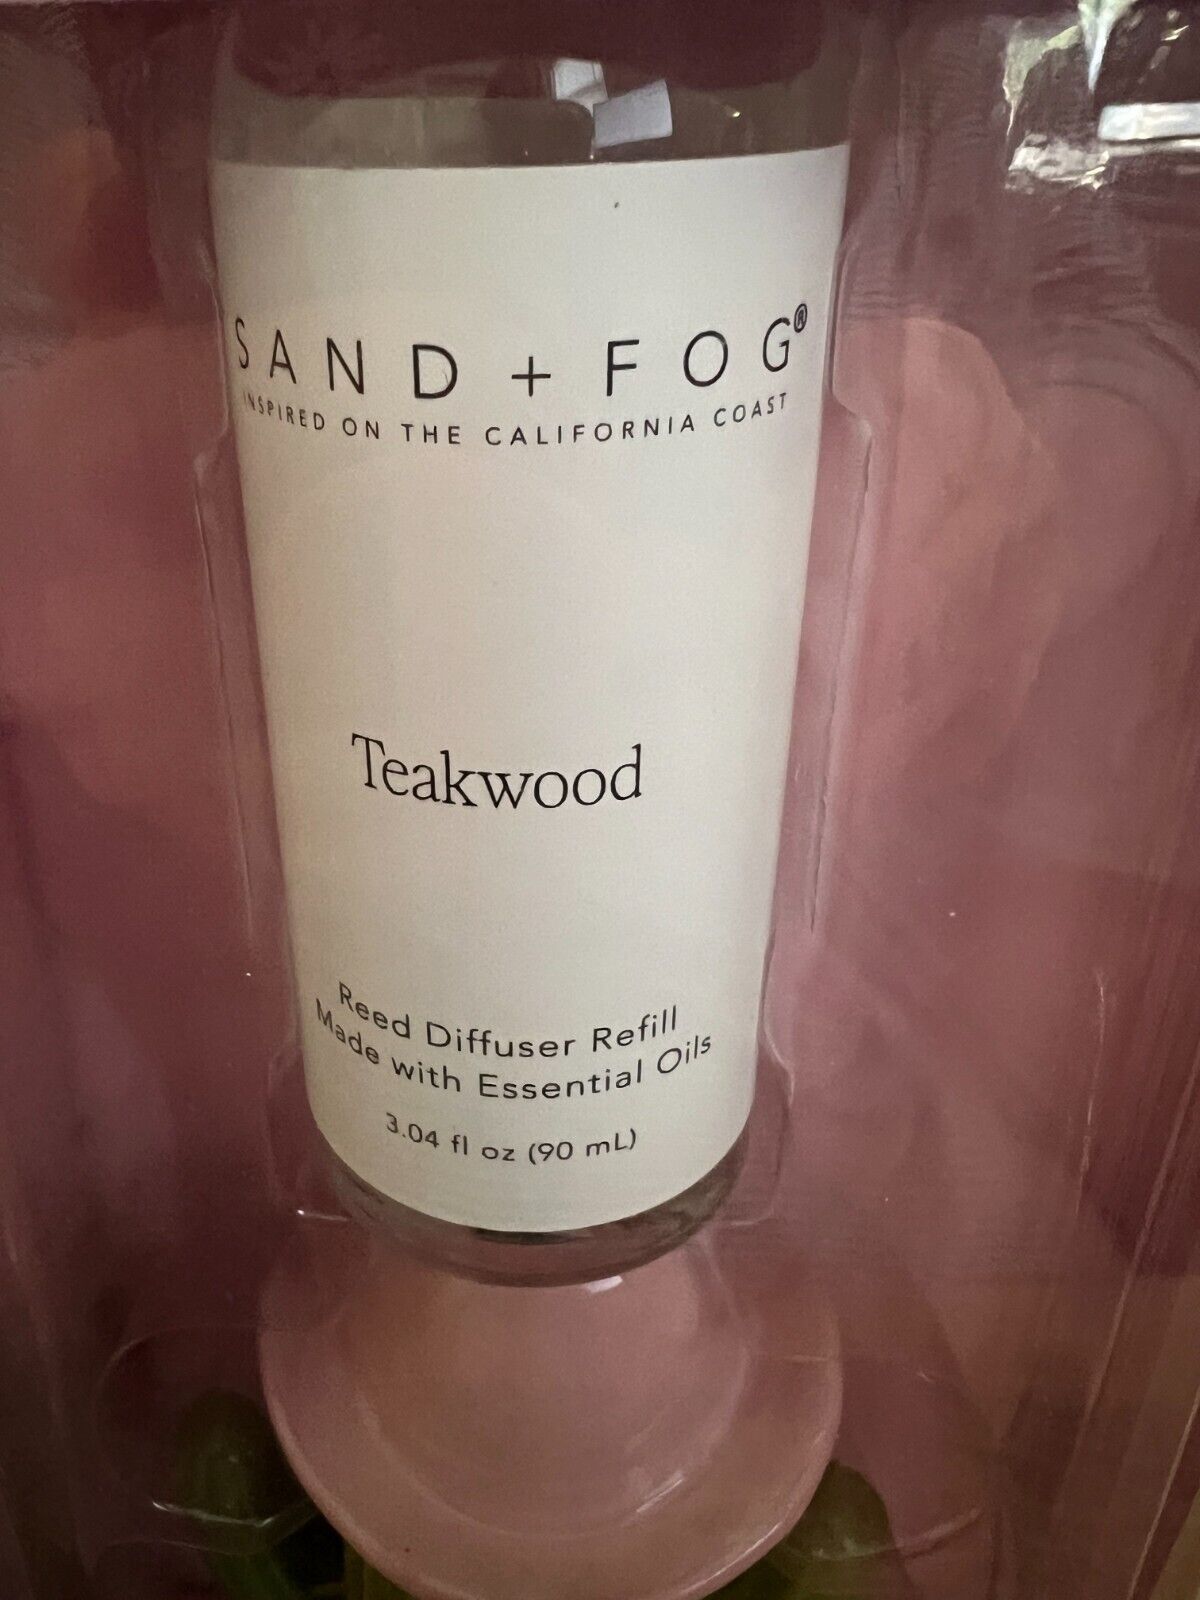 SAND + FOG®
INSPIRED ON THE CALIFORNIA COAST
Teakwood
Reed Diffuser Refill
Made with Essential Oils
3.04 fl oz (90 mL)